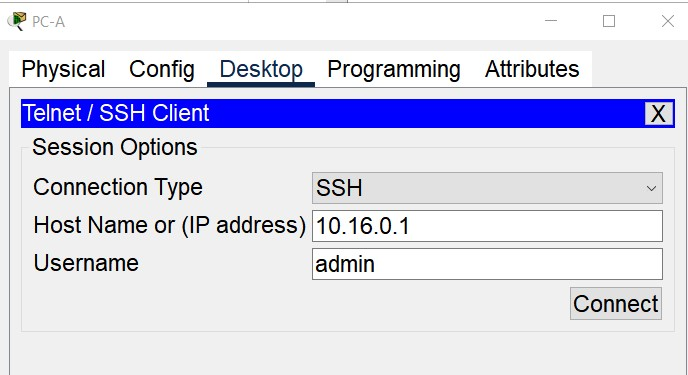 PC-A
Physical Config Desktop Programming Attributes
Telnet / SSH Client X
Session Options
Connection Type SSH
Host Name or (IP address) 10.16.0.1
Username admin
Connect